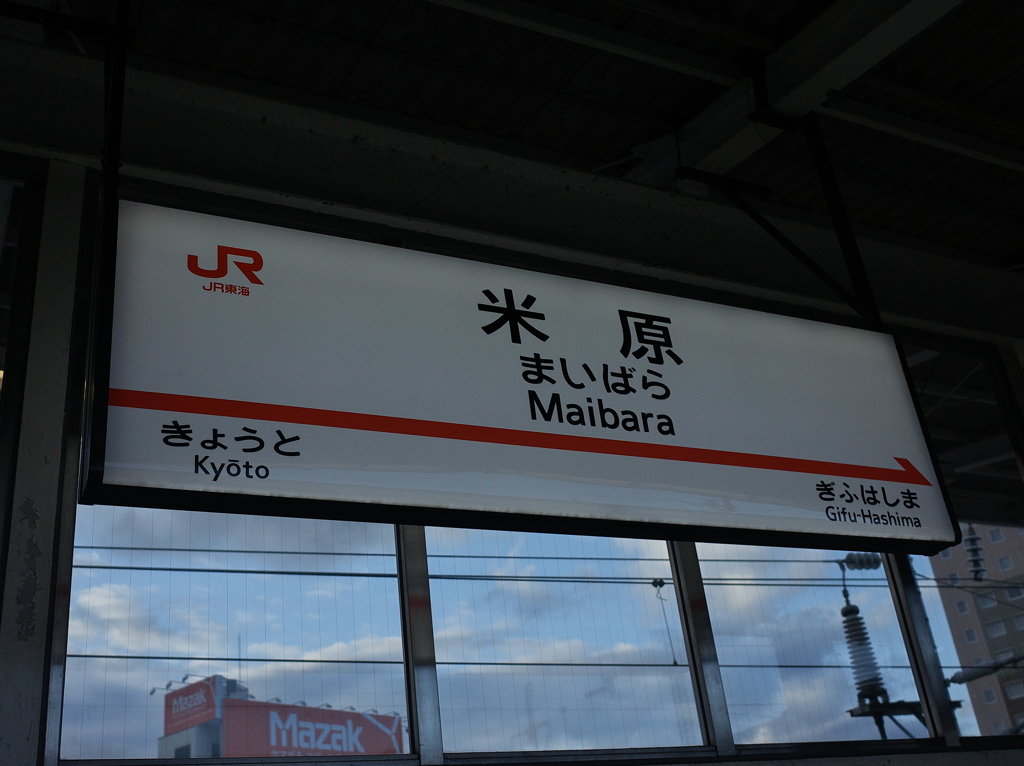 JR
JR東海
米原
まいばら
Maibara
きょうと
Kyōto
ぎふはしま
Gifu-Hashima
Mazak
Mazak